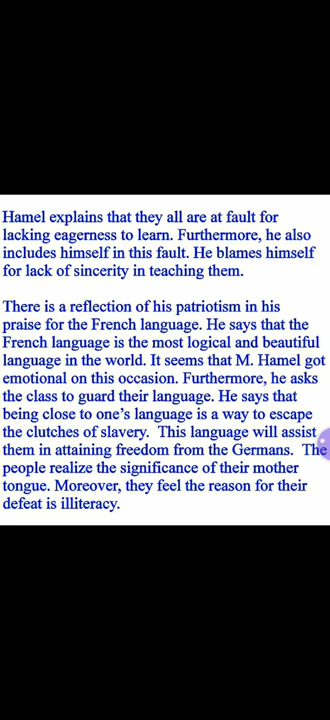 Hamel explains that they all are at fault for
lacking eagerness to learn. Furthermore, he also
includes himself in this fault. He blames himself
for lack of sincerity in teaching them.
There is a reflection of his patriotism in his
praise for the French language. He says that the
French language is the most logical and beautiful
language in the world. It seems that M. Hamel got
emotional on this occasion. Furthermore, he asks
the class to guard their language. He says that
being close to one’s language is a way to escape
the clutches of slavery. This language will assist
them in attaining freedom from the Germans. The
people realize the significance of their mother
tongue. Moreover, they feel the reason for their
defeat is illiteracy.